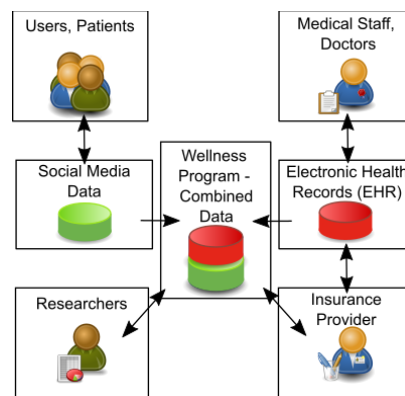 Users, Patients
Medical Staff,
Doctors
Social Media
Data
Wellness
Program -
Combined
Data
Electronic Health
Records (EHR)
Researchers
Insurance
Provider